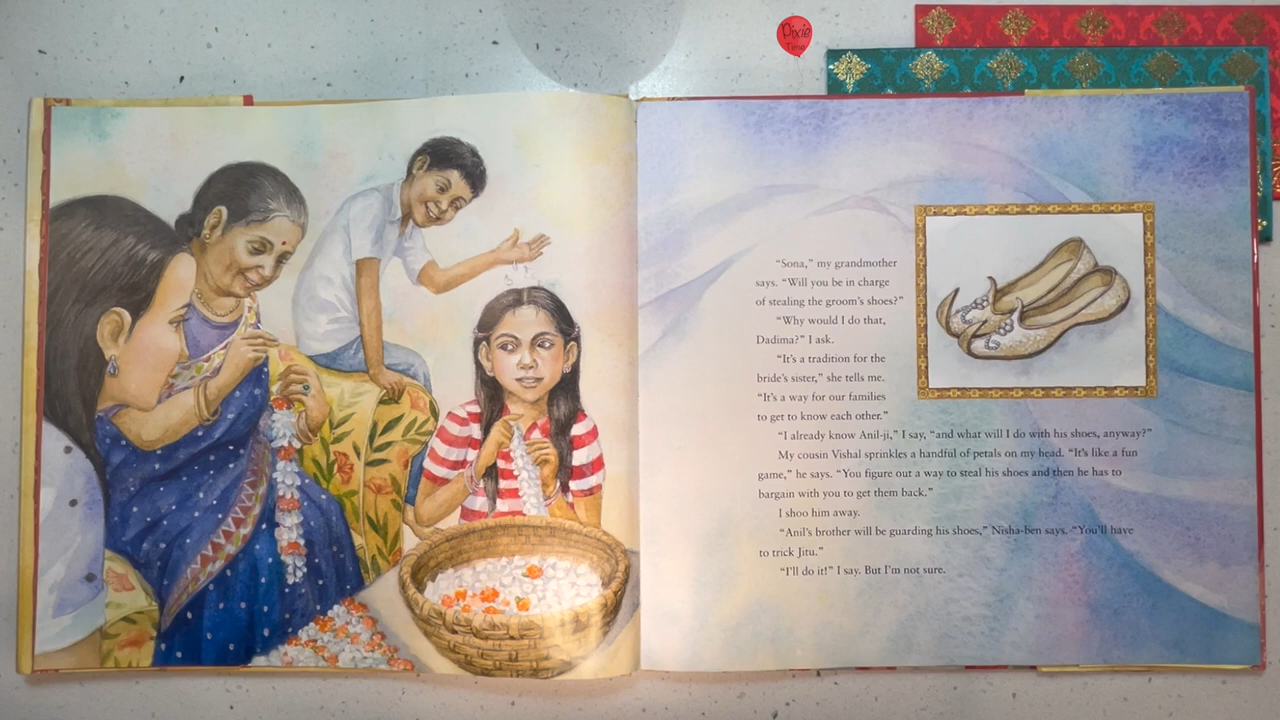 Pixie
Time
“Sona,” my grandmother
says. “Will you be in charge
of stealing the groom’s shoes?”
“Why would I do that,
Dadima?” I ask.
“It’s a tradition for the
bride’s sister,” she tells me.
“It’s a way for our families
to get to know each other.”
“I already know Anil-ji,” I say, “and what will I do with his shoes, anyway?”
My cousin Vishal sprinkles a handful of petals on my head. “It’s like a fun
game,” he says. “You figure out a way to steal his shoes and then he has to
bargain with you to get them back.”
I shoo him away.
“Anil’s brother will be guarding his shoes,” Nisha-ben says. “You’ll have
to trick Jitu.”
“I’ll do it!” I say. But I’m not sure.